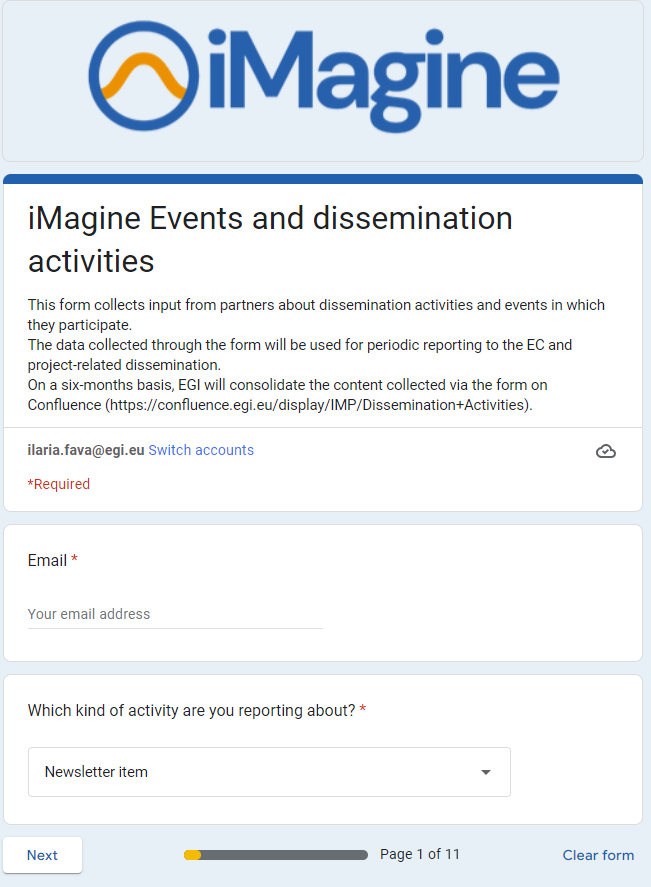 iMagine
iMagine Events and dissemination
activities
This form collects input from partners about dissemination activities and events in which
they participate.
The data collected through the form will be used for periodic reporting to the EC and
project-related dissemination.
On a six-months basis, EGI will consolidate the content collected via the form on
Confluence (https://confluence.egi.eu/display/IMP/Dissemination+Activities).
ilaria.fava@egi.eu Switch accounts
*Required
Email *
Your email address
Which kind of activity are you reporting about? *
Newsletter item
Next Page 1 of 11 Clear form